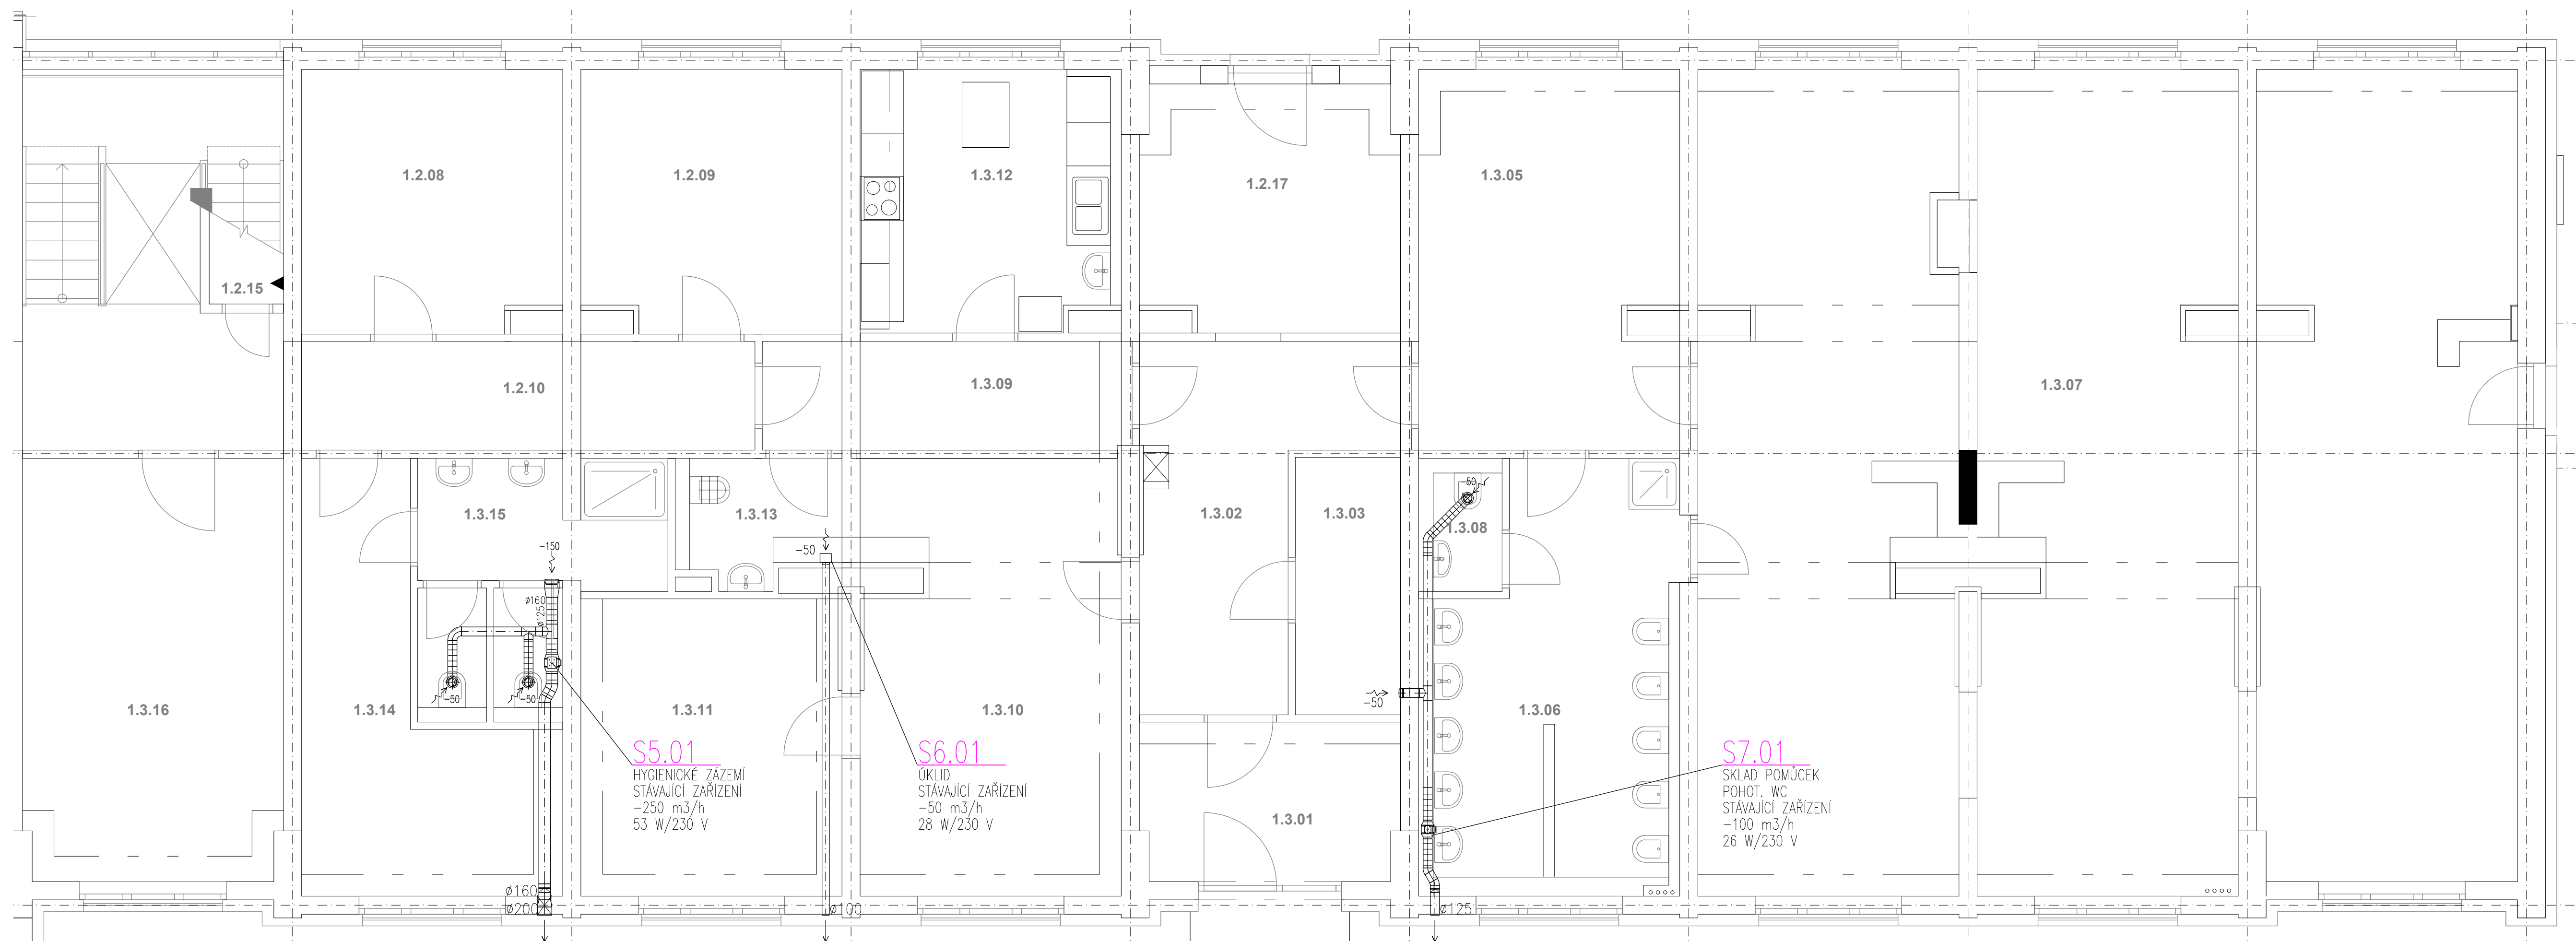 1.2.08
1.2.09
1.3.12
1.2.17
1.3.05
1.2.15
1.2.10
1.3.09
1.3.07
-50
1.3.15
1.3.13
1.3.02
1.3.03
1.3.08
-150
-50
ø160
ø125
-50
-50
-50
1.3.16
1.3.14
1.3.11
1.3.10
1.3.06
S5.01
HYGIENICKÉ ZÁZEMÍ
STÁVAJÍCÍ ZAŘÍZENÍ
-250 m3/h
53 W/230 V
S6.01
ÚKLID
STÁVAJÍCÍ ZAŘÍZENÍ
-50 m3/h
28 W/230 V
S7.01
SKLAD POMŮCEK
POHOT. WC
STÁVAJÍCÍ ZAŘÍZENÍ
-100 m3/h
26 W/230 V
1.3.01
ø160
ø200
ø100
ø125